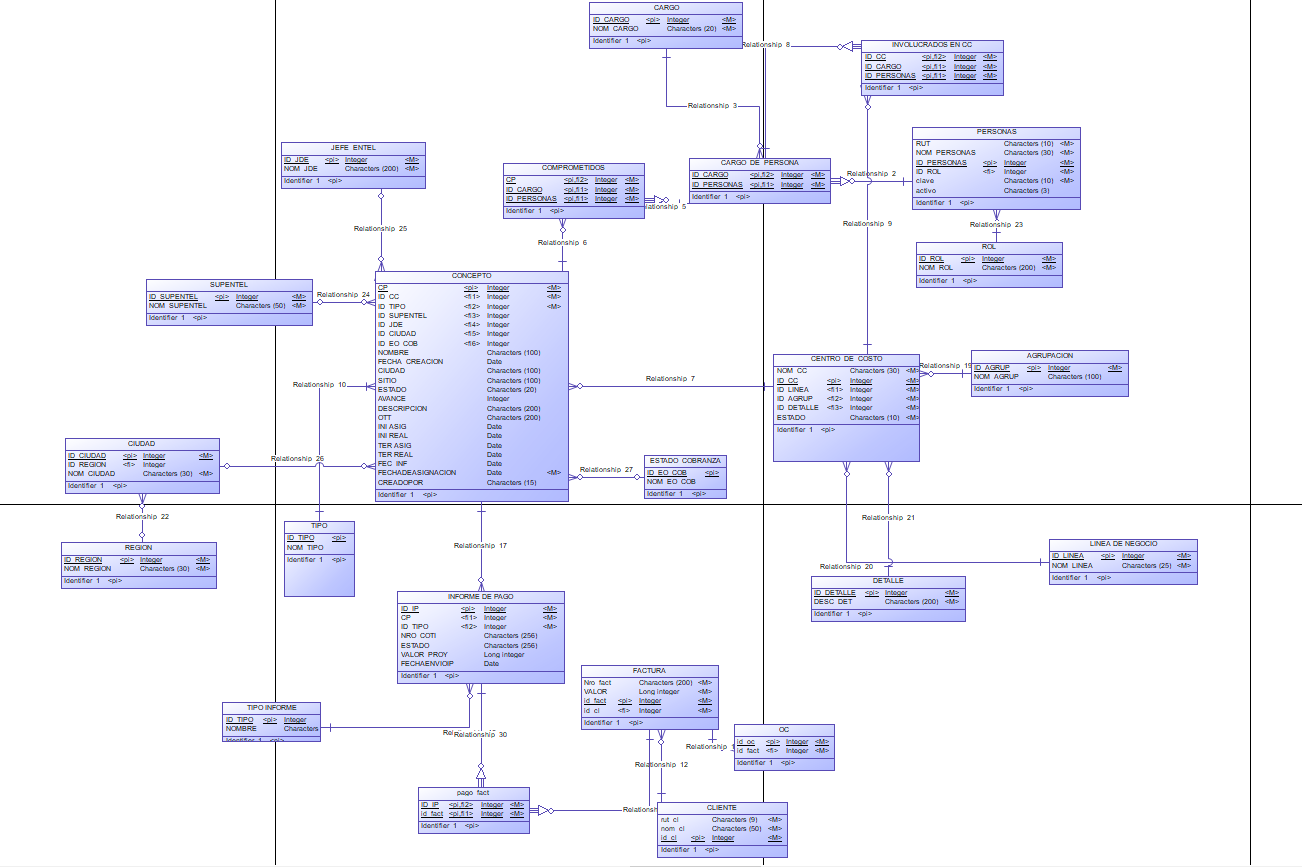 CARGO
ID_CARGO <pi> Integer <M>
NOM_CARGO Characters (20) <M>
Identifier_1 <pi>
Relationship_8
INVOLUCRADOS EN CC
ID_CC <pi,fi2> Integer <M>
ID_CARGO <pi,fi1> Integer <M>
ID_PERSONAS <pi,fi1> Integer <M>
Identifier_1 <pi>
Relationship_3
JEFE_ENTEL
ID_JDE <pi> Integer <M>
NOM_JDE Characters (200) <M>
Identifier_1 <pi>
COMPROMETIDOS
CP <pi,fi2> Integer <M>
ID_CARGO <pi,fi1> Integer <M>
ID_PERSONAS <pi,fi1> Integer <M>
Identifier_1 <pi>
CARGO_DE_PERSONA
ID_CARGO <pi,fi2> Integer <M>
ID_PERSONAS <pi,fi1> Integer <M>
Identifier_1 <pi>
Relationship_2
PERSONAS
RUT Characters (10) <M>
NOM_PERSONAS Characters (30) <M>
ID_PERSONAS <pi> Integer <M>
ID_ROL <fi> Integer <M>
clave Characters (10) <M>
activo Characters (3)
Identifier_1 <pi>
elationship_5
Relationship_25
Relationship_6
Relationship_9
Relationship_23
ROL
ID_ROL <pi> Integer <M>
NOM_ROL Characters (200) <M>
Identifier_1 <pi>
SUPENTEL
ID_SUPENTEL <pi> Integer <M>
NOM_SUPENTEL Characters (50) <M>
Identifier_1 <pi>
Relationship_24
CONCEPTO
CP <pi> Integer <M>
ID_CC <fi1> Integer <M>
ID_TIPO <fi2> Integer <M>
ID_SUPENTEL <fi3> Integer
ID_JDE <fi4> Integer
ID_CIUDAD <fi5> Integer
ID_EO_COB <fi6> Integer
NOMBRE Characters (100)
FECHA_CREACION Date
CIUDAD Characters (100)
SITIO Characters (100)
ESTADO Characters (20)
AVANCE Integer
DESCRIPCION Characters (200)
OTT Characters (200)
INI ASIG Date
INI REAL Date
TER ASIG Date
TER REAL Date
FEC_INF Date
FECHADEASIGNACION Date <M>
CREADOPOR Characters (15)
Identifier_1 <pi>
Relationship_10
Relationship_7
CENTRO_DE_COSTO
NOM_CC Characters (30) <M>
ID_CC <pi> Integer <M>
ID_LINEA <fi1> Integer <M>
ID_AGRUP <fi2> Integer <M>
ID_DETALLE <fi3> Integer <M>
ESTADO Characters (10) <M>
Identifier_1 <pi>
Relationship_19
AGRUPACION
ID_AGRUP <pi> Integer <M>
NOM_AGRUP Characters (100)
Identifier_1 <pi>
CIUDAD
ID_CIUDAD <pi> Integer <M>
ID_REGION <fi> Integer
NOM_CIUDAD Characters (30) <M>
Identifier_1 <pi>
Relationship_26
Relationship_27
ESTADO_COBRANZA
ID_EO_COB <pi>
NOM_EO_COB
Identifier_1 <pi>
Relationship_22
REGION
ID_REGION <pi> Integer <M>
NOM_REGION Characters (30) <M>
Identifier_1 <pi>
TIPO
ID_TIPO <pi>
NOM_TIPO
Identifier_1 <pi>
Relationship_17
Relationship_21
Relationship_20
LINEA DE NEGOCIO
ID_LINEA <pi> Integer <M>
NOM_LINEA Characters (25) <M>
Identifier_1 <pi>
DETALLE
ID_DETALLE <pi> Integer <M>
DESC_DET Characters (200) <M>
Identifier_1 <pi>
INFORME DE PAGO
ID_IP <pi> Integer <M>
CP <fi1> Integer <M>
ID_TIPO <fi2> Integer <M>
NRO_COTI Characters (256)
ESTADO Characters (256)
VALOR_PROY Long integer
FECHAENVIOIP Date
Identifier_1 <pi>
FACTURA
Nro_fact Characters (200) <M>
VALOR Long integer <M>
id_fact <pi> Integer <M>
id_cl <fi> Integer <M>
Identifier_1 <pi>
TIPO INFORME
ID_TIPO <pi> Integer
NOMBRE Characters
Identifier_1 <pi>
Relationship_30
Relationship_12
Relationship_1
OC
id_oc <pi> Integer <M>
id_fact <fi> Integer <M>
Identifier_1 <pi>
pago_fact
ID_IP <pi,fi2> Integer <M>
id_fact <pi,fi1> Integer <M>
Identifier_1 <pi>
Relationsh
CLIENTE
rut_cl Characters (9) <M>
nom_cl Characters (50) <M>
id_cl <pi> Integer <M>
Identifier_1 <pi>